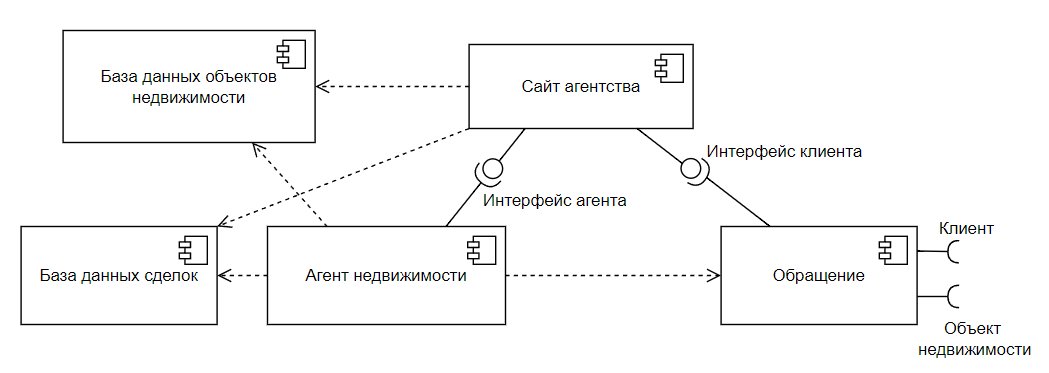 База данных объектов
недвижимости
Сайт агентства
Интерфейс клиента
Интерфейс агента
База данных сделок
Агент недвижимости
Обращение
Клиент
Объект
недвижимости